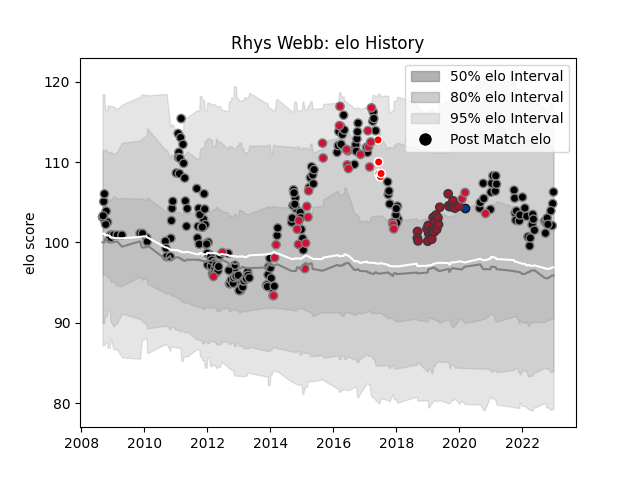 Rhys Webb: elo History
120
110
100
90
80
elo score
50% elo Interval
80% elo Interval
95% elo Interval
Post Match elo
2008 2010 2012 2014 2016 2018 2020 2022